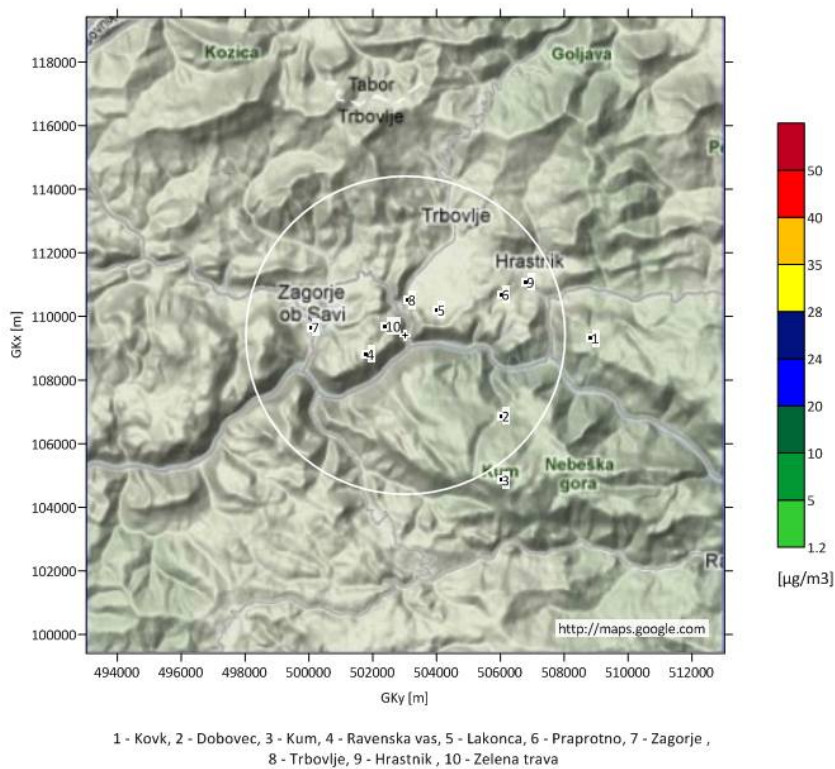 118000
116000
114000
112000
110000
108000
106000
104000
102000
100000
GKx [m]
Kozica
Goljava
Tabor
Trbovlje
Trbovlje
Hrastnik
Zagorje
ob Savi
8
5
6
9
10
7
4
1
2
Kum
Nebeška
gora
3
http://maps.google.com
494000 496000 498000 500000 502000 504000 506000 508000 510000 512000
GKy [m]
50
40
35
30
28
24
20
10
5
1.2
[µg/m3]
1 - Kovk, 2 - Dobovec, 3 - Kum, 4 - Ravenska vas, 5 - Lakonca, 6 - Praprotno, 7 - Zagorje ,
8 - Trbovlje, 9 - Hrastnik , 10 - Zelena trava